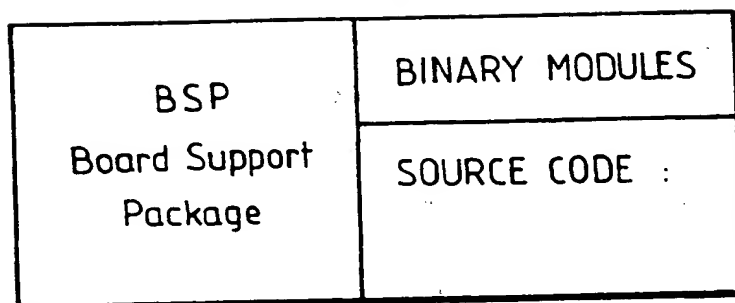 BSP
Board Support
Package
BINARY MODULES
SOURCE CODE :